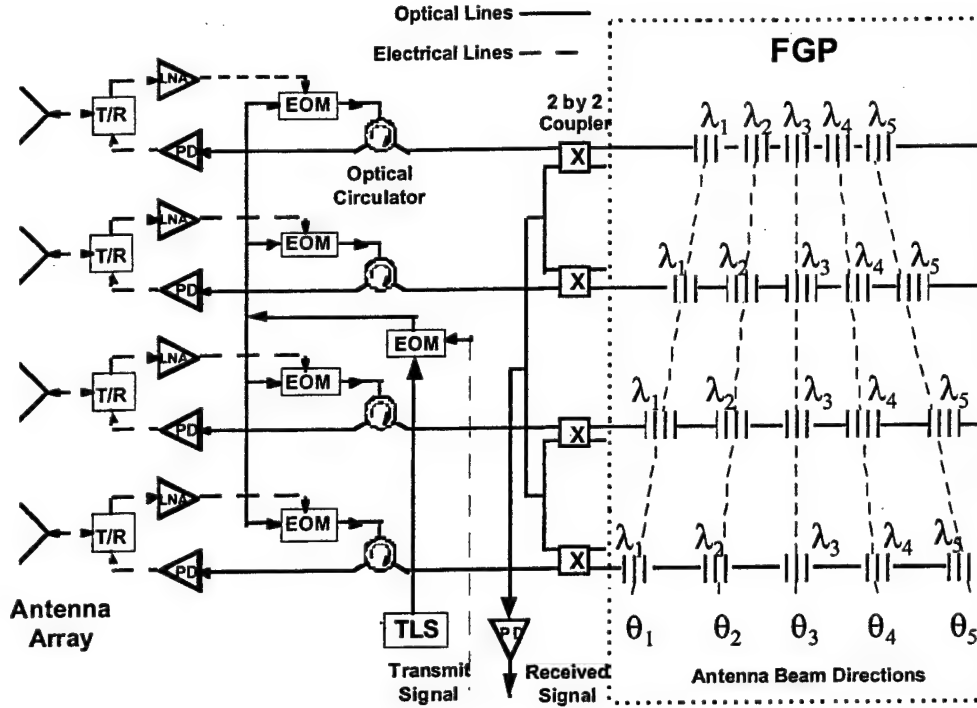 Optical Lines
Electrical Lines
FGP
LNA
T/R
EOM
PD
Optical
Circulator
2 by 2
Coupler
X
λ1 λ2 λ3 λ4 λ5
LNA
T/R
EOM
PD
X
λ1 λ2 λ3 λ4 λ5
EOM
LNA
T/R
EOM
PD
X
λ1 λ2 λ3 λ4 λ5
LNA
T/R
EOM
PD
X
λ1 λ2 λ3 λ4 λ5
Antenna
Array
TLS
PD
θ1 θ2 θ3 θ4 θ5
Transmit
Signal
Received
Signal
Antenna Beam Directions